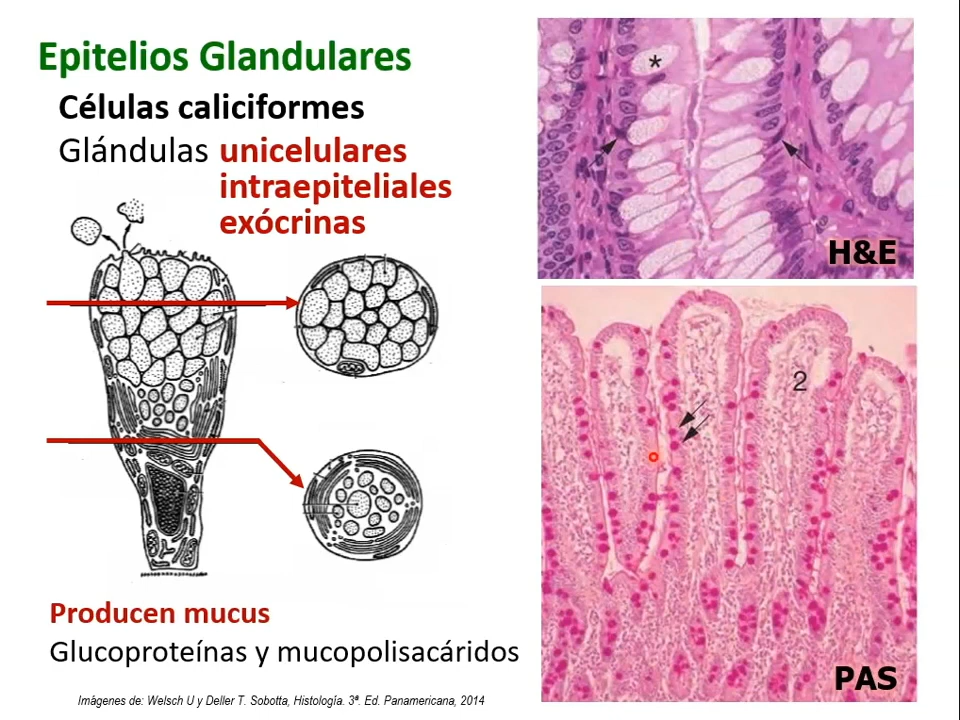 Epitelios Glandulares
Células caliciformes
Glándulas unicelulares
intraepiteliales
exócrinas
Producen mucus
Glucoproteínas y mucopolisacáridos
Imágenes de: Welsch U y Deller T. Sobotta, Histología. 3ª. Ed. Panamericana, 2014
*
H&E
2
PAS